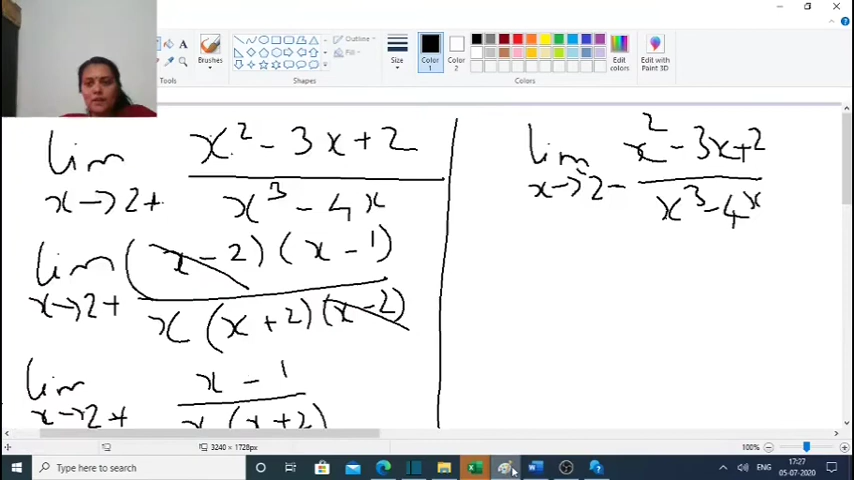 Brushes
Outline
Fill
Size
Color
1
Color
2
Edit
colors
Edit with
Paint 3D
Tools
Shapes
Colors
lim x→2+ x² - 3x + 2 / x³ - 4x
lim x→2+ (x - 2)(x - 1) / x(x + 2)(x - 2)
lim x→2+ x - 1 / x(x + 2)
lim x→2- x² - 3x + 2 / x³ - 4x
3240 × 1728px
100%
Type here to search
ENG
17:27
05-07-2020